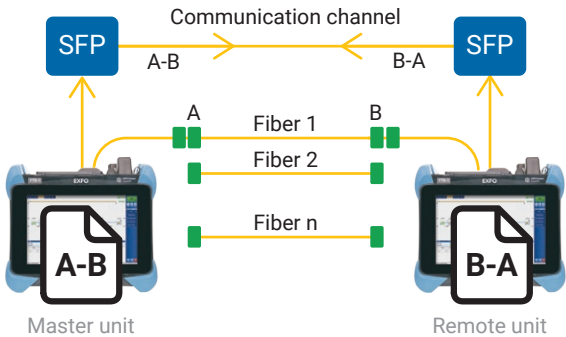 Communication channel
SFP
SFP
A-B
B-A
A
B
Fiber 1
Fiber 2
EXFO
EXFO
Fiber n
A-B
B-A
Master unit
Remote unit